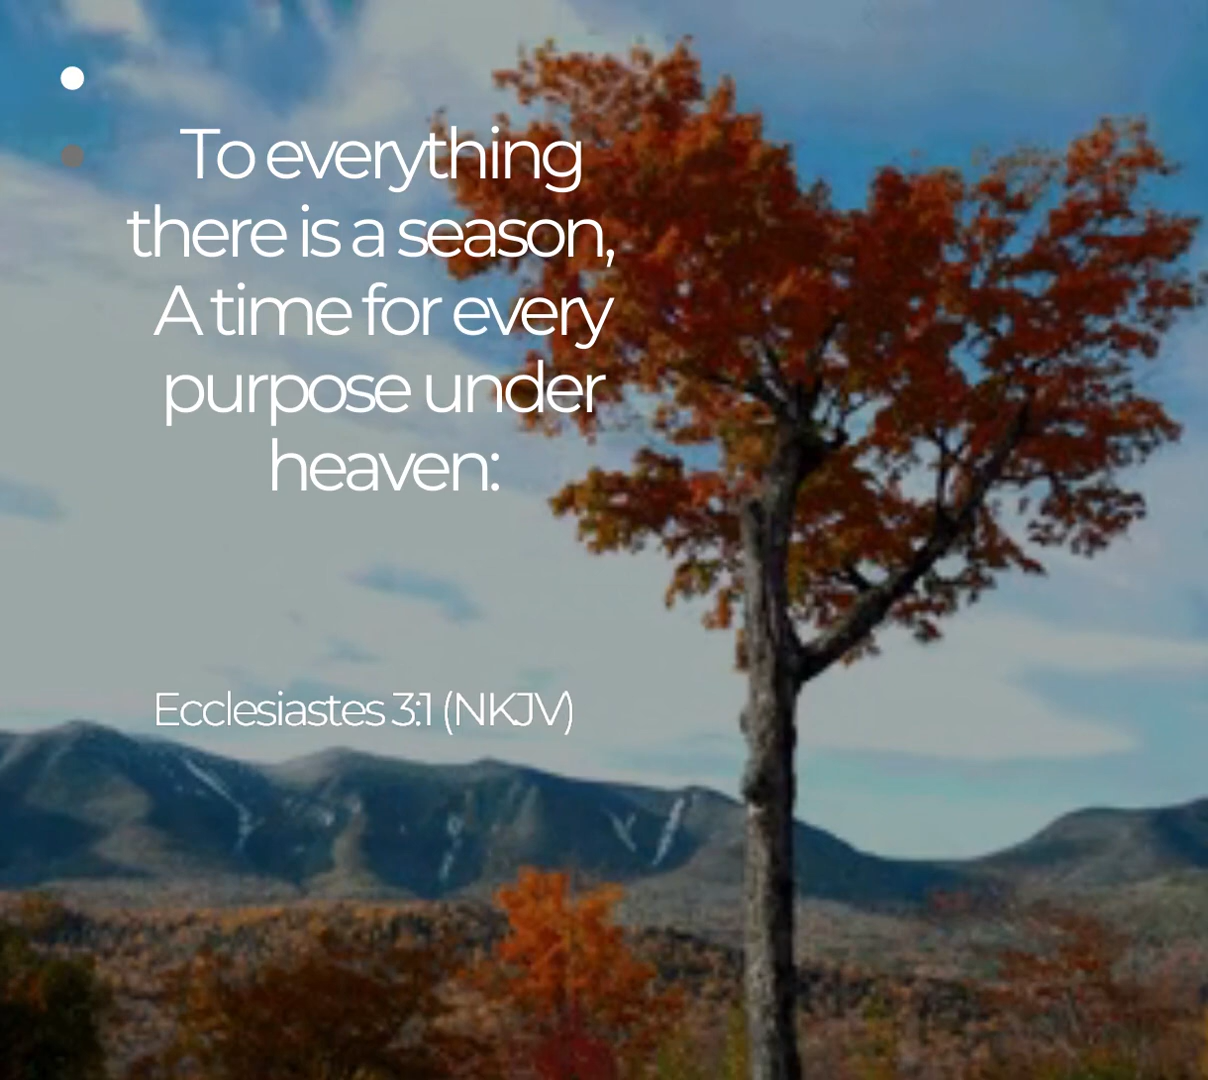 To everything
there is a season,
A time for every
purpose under
heaven:
Ecclesiastes 3:1 (NKJV)